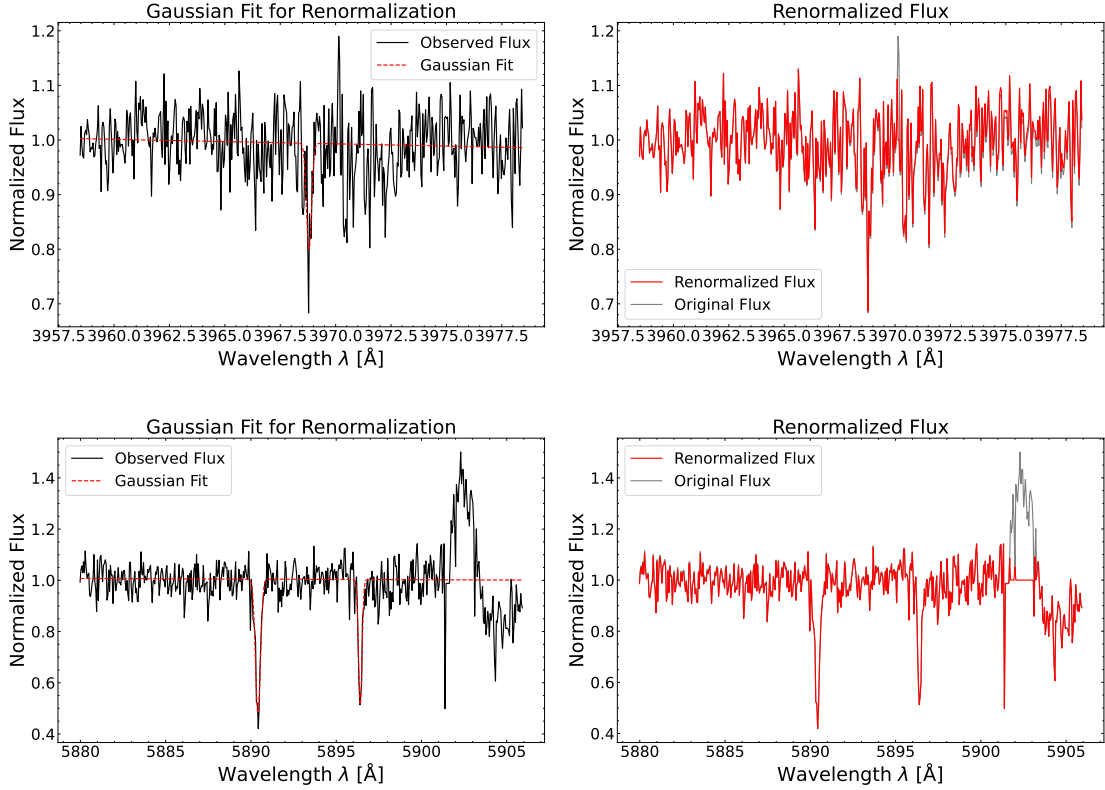 Gaussian Fit for Renormalization
Normalized Flux
1.2
1.1
1.0
0.9
0.8
0.7
Observed Flux
Gaussian Fit
3957.5 3960.0 3962.5 3965.0 3967.5 3970.0 3972.5 3975.0 3977.5
Wavelength λ [Å]
Renormalized Flux
Normalized Flux
1.2
1.1
1.0
0.9
0.8
0.7
Renormalized Flux
Original Flux
3957.5 3960.0 3962.5 3965.0 3967.5 3970.0 3972.5 3975.0 3977.5
Wavelength λ [Å]
Gaussian Fit for Renormalization
Normalized Flux
1.4
1.2
1.0
0.8
0.6
0.4
Observed Flux
Gaussian Fit
5880 5885 5890 5895 5900 5905
Wavelength λ [Å]
Renormalized Flux
Normalized Flux
1.4
1.2
1.0
0.8
0.6
0.4
Renormalized Flux
Original Flux
5880 5885 5890 5895 5900 5905
Wavelength λ [Å]